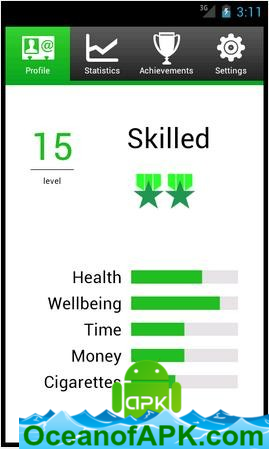 3G 3:11
Profile Statistics Achievements Settings
15
level
Skilled
Health
Wellbeing
Time
Money
Cigarettes
APK
OceanofAPK.com